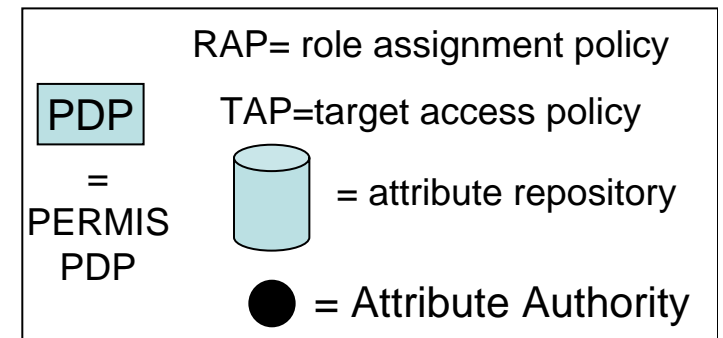 RAP= role assignment policy
PDP
TAP=target access policy
=
PERMIS
PDP
= attribute repository
= Attribute Authority